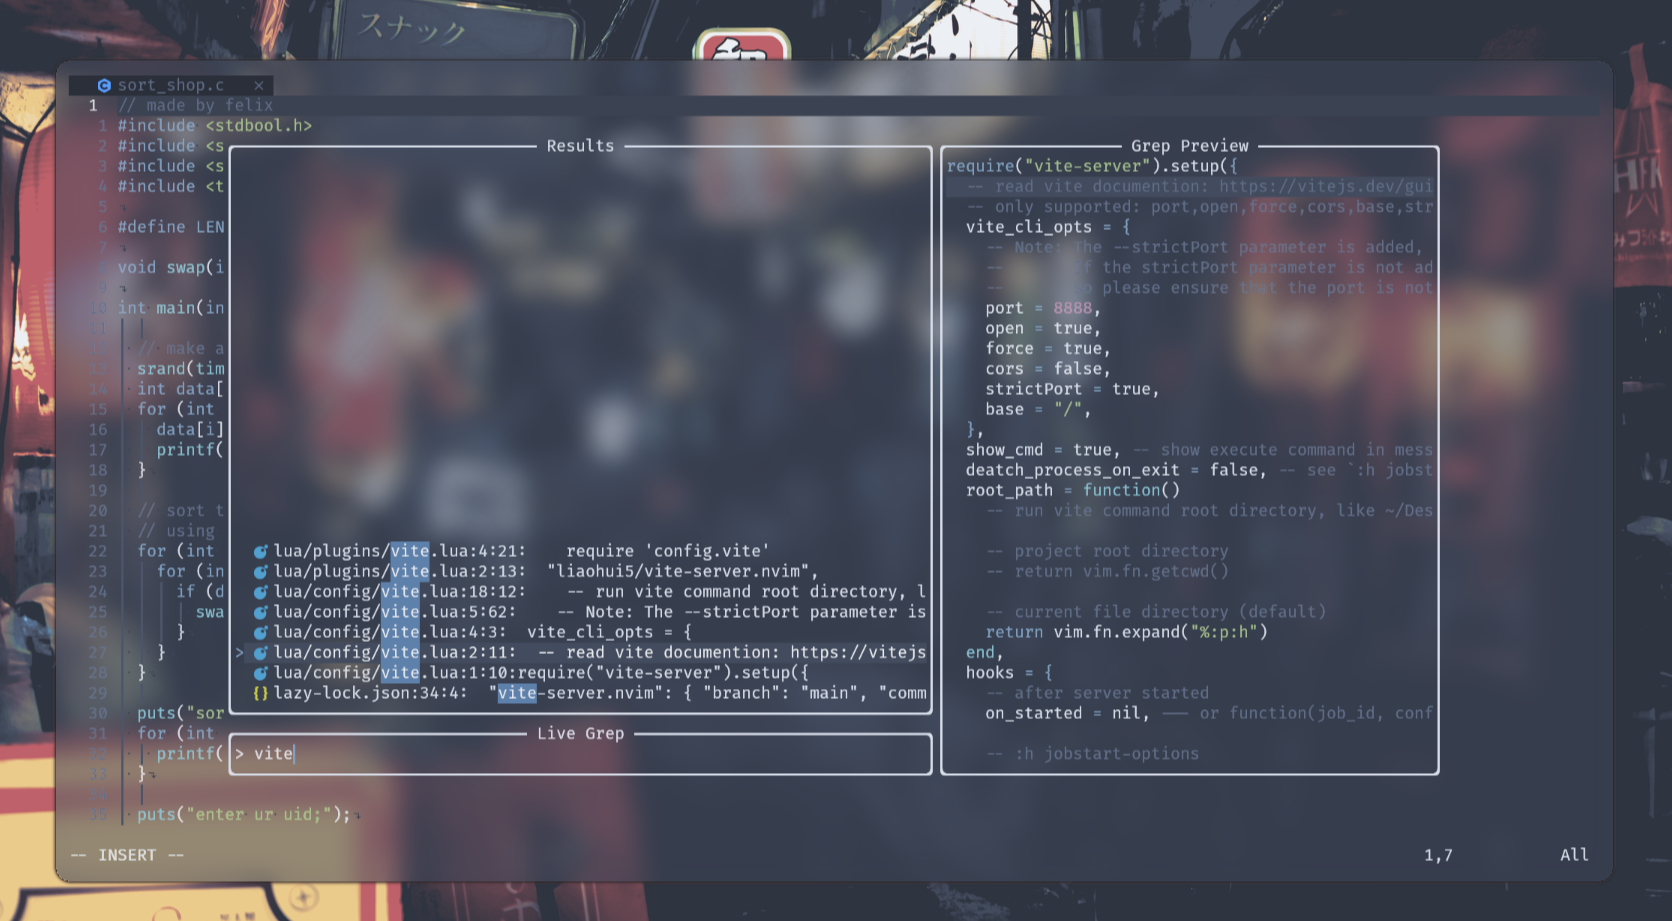 スナック
sort_shop.c ×
1 // made by felix
1 #include <stdbool.h>
2 #include <s
3 #include <s
4 #include <t
5
6 #define LEN
7
void swap(i
9
10 int main(in
11
// make a
13 srand(tim
14 int data[
15 for (int
16 data[i]
17 printf(
18 }
19
20 // sort t
21 // using
22 for (int
23 for (in
24 if (d
25 swa
26 }
27 }
28 }
29
30 puts("sor
31 for (int
32 printf(
33 }
34
35 puts("enter ur uid;");
Results
lua/plugins/vite.lua:4:21: require 'config.vite'
lua/plugins/vite.lua:2:13: "liaohui5/vite-server.nvim",
lua/config/vite.lua:18:12: -- run vite command root directory, l
lua/config/vite.lua:5:62: -- Note: The --strictPort parameter is
lua/config/vite.lua:4:3: vite_cli_opts = {
> lua/config/vite.lua:2:11: -- read vite documention: https://vitejs
lua/config/vite.lua:1:10:require("vite-server").setup({
{} lazy-lock.json:34:4: "vite-server.nvim": { "branch": "main", "comm
Live Grep
> vite
Grep Preview
require("vite-server").setup({
-- read vite documention: https://vitejs.dev/gui
-- only supported: port,open,force,cors,base,str
vite_cli_opts = {
-- Note: The --strictPort parameter is added,
-- if the strictPort parameter is not ad
-- so please ensure that the port is not
port = 8888,
open = true,
force = true,
cors = false,
strictPort = true,
base = "/",
},
show_cmd = true, -- show execute command in mess
deatch_process_on_exit = false, -- see `:h jobst
root_path = function()
-- run vite command root directory, like ~/Des
-- project root directory
-- return vim.fn.getcwd()
-- current file directory (default)
return vim.fn.expand("%:p:h")
end,
hooks = {
-- after server started
on_started = nil, --- or function(job_id, conf
-- :h jobstart-options
-- INSERT --
1,7
All